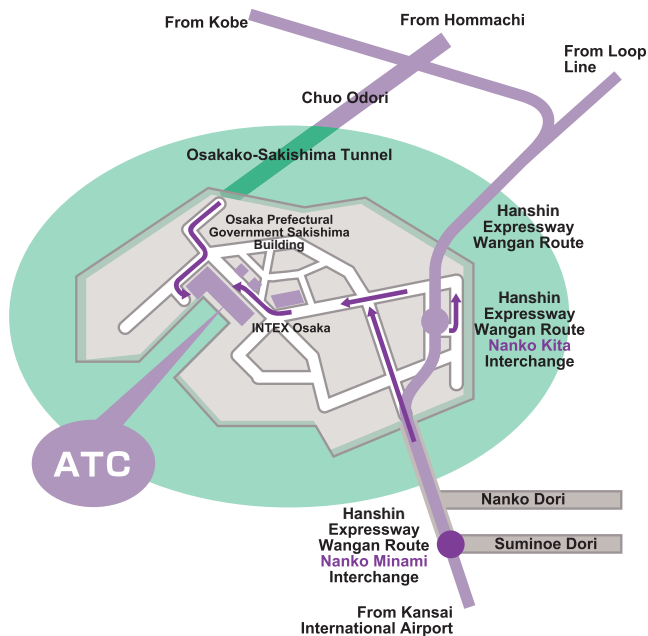 From Kobe
From Hommachi
From Loop
Line
Chuo Odori
Osakako-Sakishima Tunnel
Hanshin
Expressway
Wangan Route
Osaka Prefectural
Government Sakishima
Building
INTEX Osaka
Hanshin
Expressway
Wangan Route
Nanko Kita
Interchange
ATC
Nanko Dori
Hanshin
Expressway
Wangan Route
Nanko Minami
Interchange
Suminoe Dori
From Kansai
International Airport